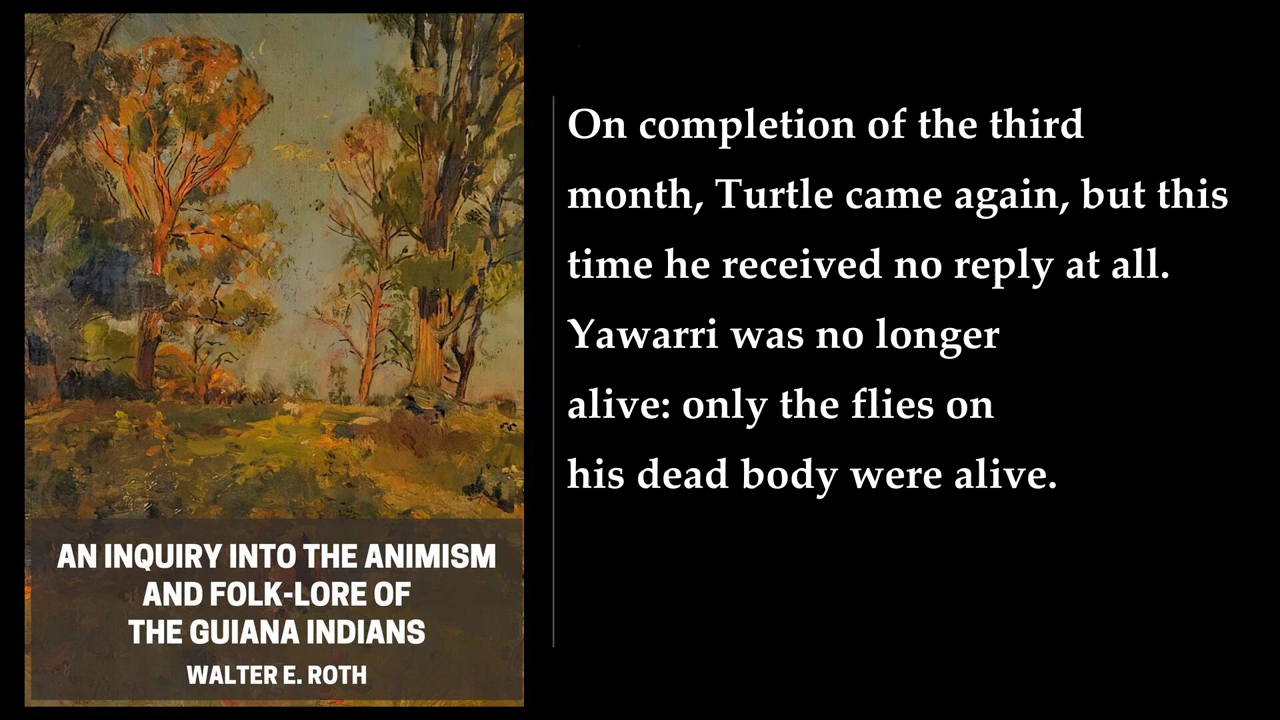 On completion of the third
month, Turtle came again, but this
time he received no reply at all.
Yawarri was no longer
alive: only the flies on
his dead body were alive.
AN INQUIRY INTO THE ANIMISM
AND FOLK-LORE OF
THE GUIANA INDIANS
WALTER E. ROTH